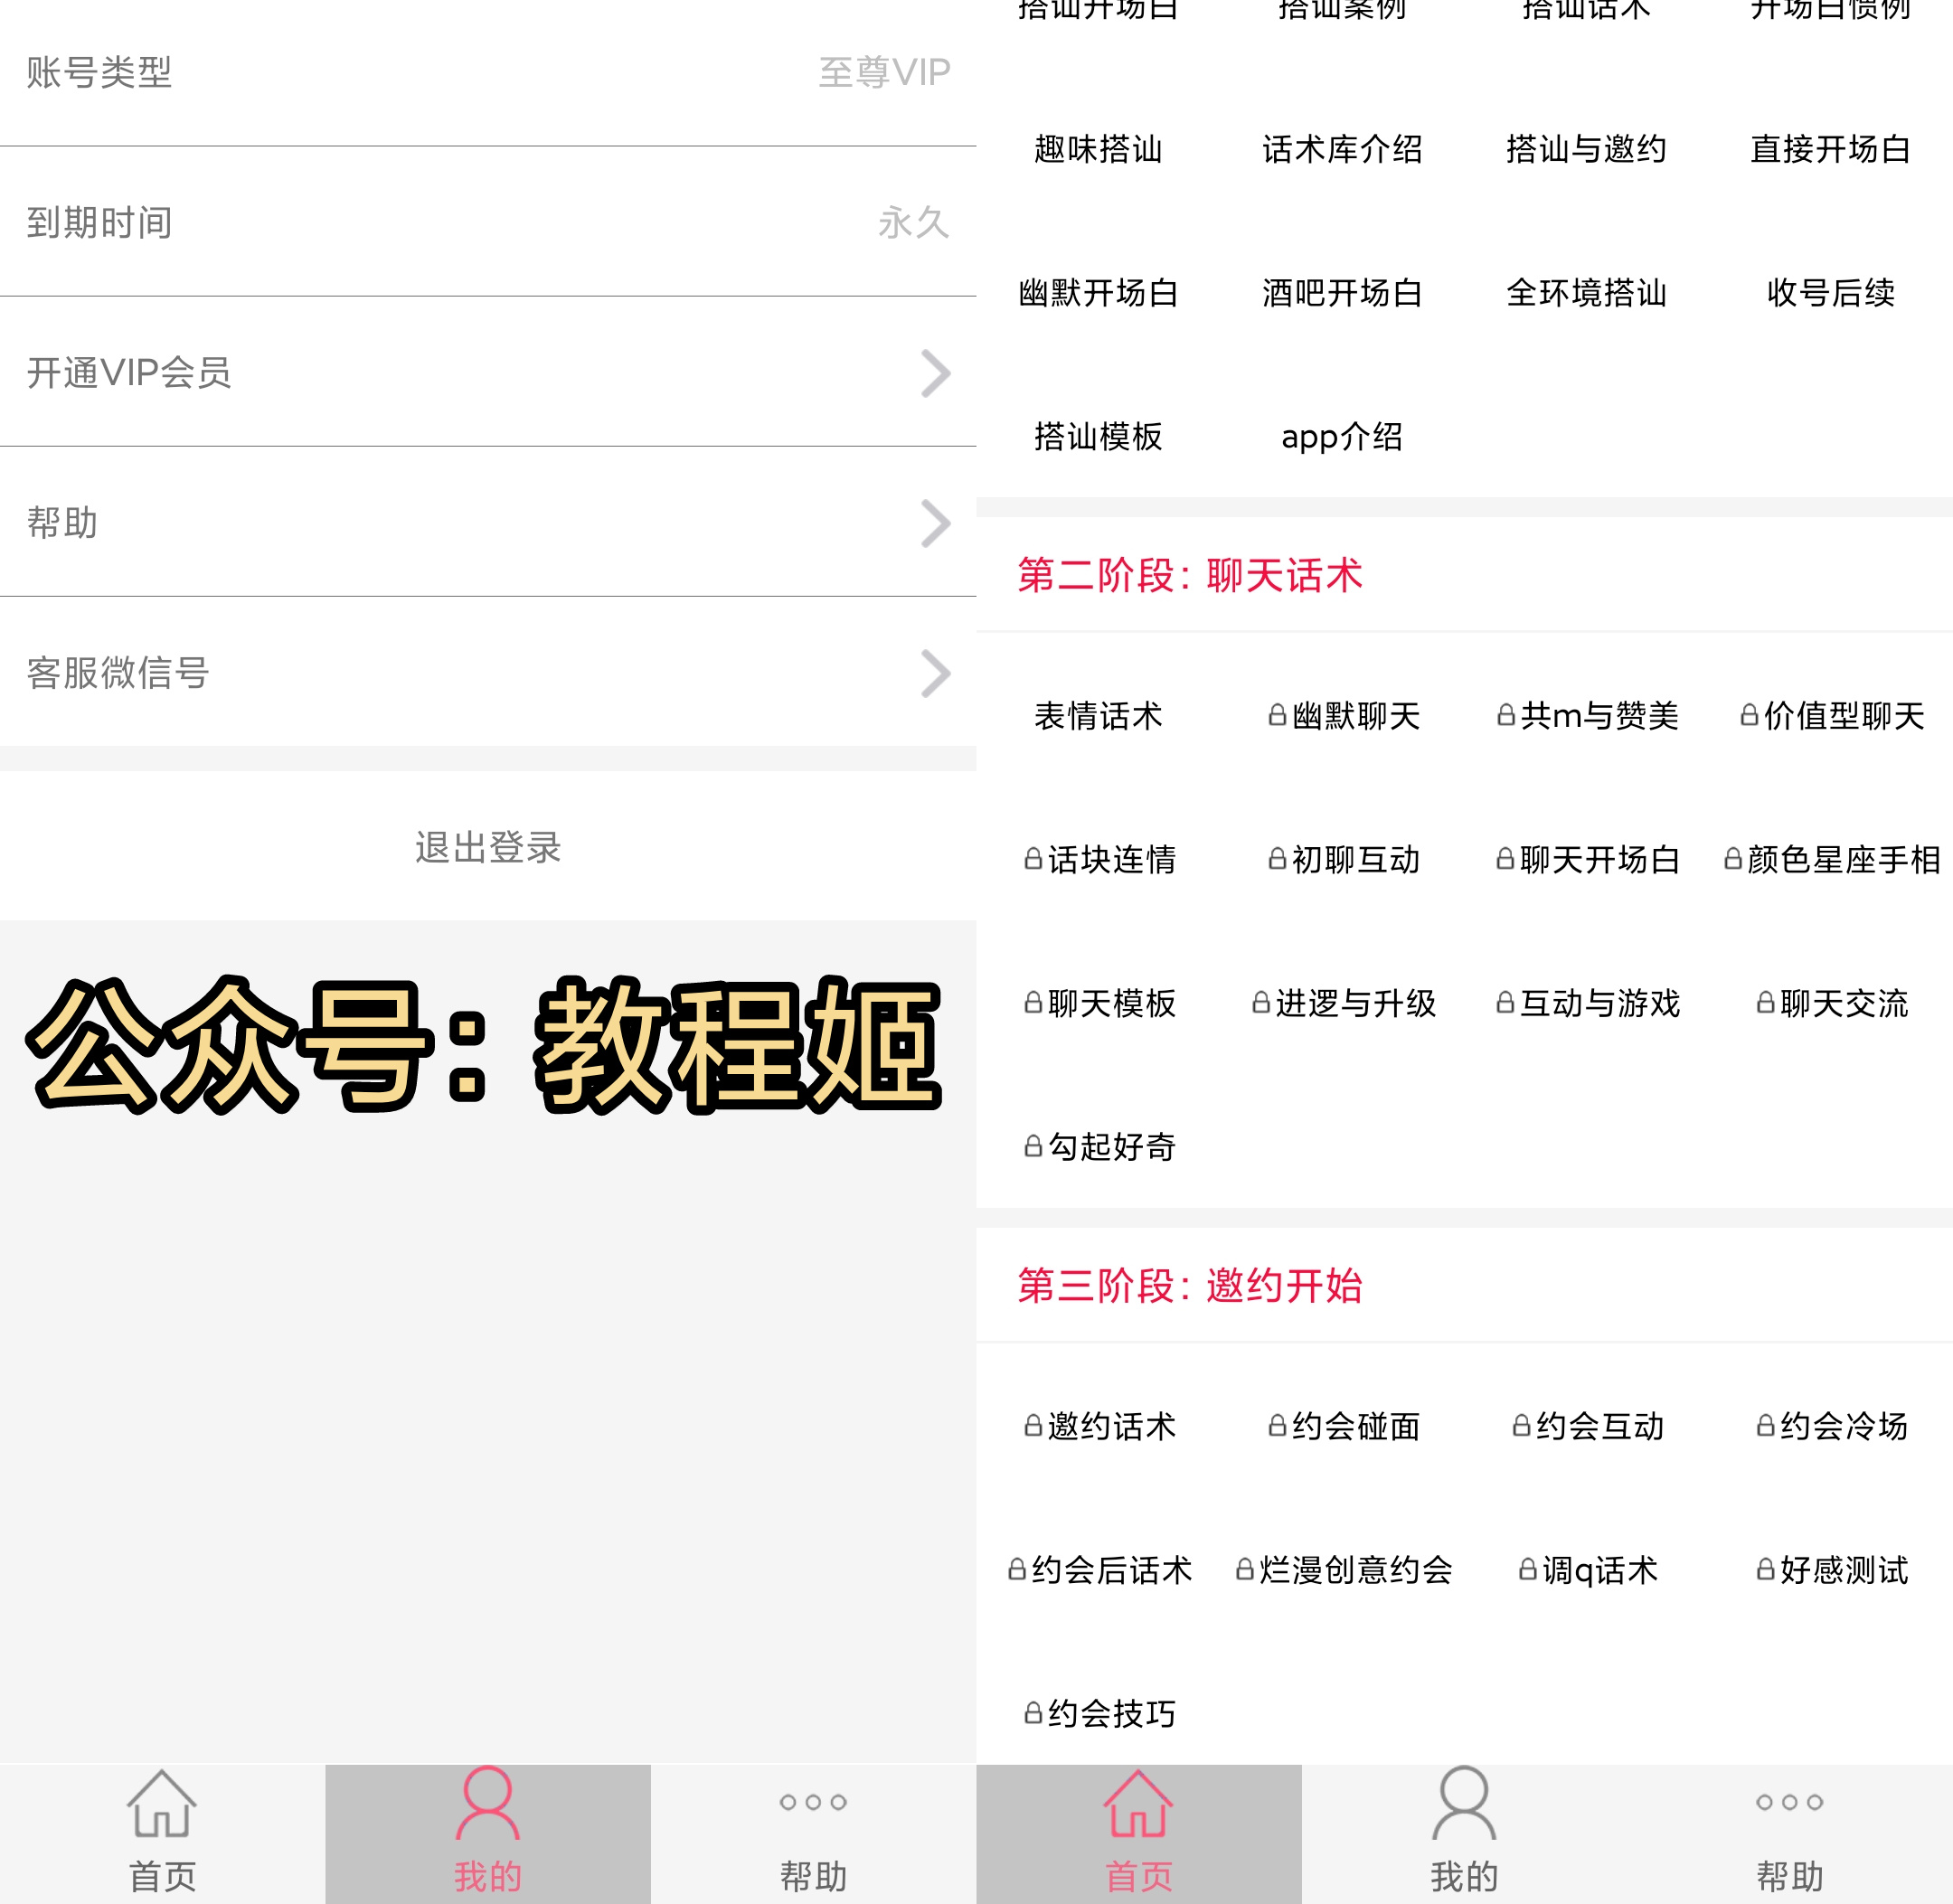 账号类型 至尊VIP
到期时间 永久
开通VIP会员
帮助
客服微信号
退出登录
公众号：教程姬
首页 我的 帮助
搭讪开场白 搭讪案例 搭讪话术 开场白惯例
趣味搭讪 话术库介绍 搭讪与邀约 直接开场白
幽默开场白 酒吧开场白 全环境搭讪 收号后续
搭讪模板 app介绍
第二阶段：聊天话术
表情话术 幽默聊天 共m与赞美 价值型聊天
话块连情 初聊互动 聊天开场白 颜色星座手相
聊天模板 进逻与升级 互动与游戏 聊天交流
勾起好奇
第三阶段：邀约开始
邀约话术 约会碰面 约会互动 约会冷场
约会后话术 烂漫创意约会 调q话术 好感测试
约会技巧
首页 我的 帮助